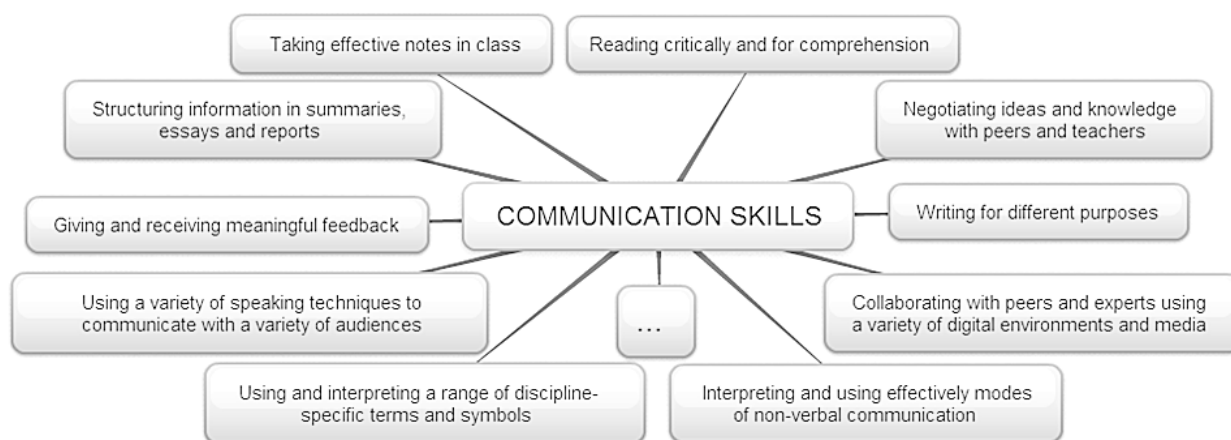 Taking effective notes in class
Reading critically and for comprehension
Structuring information in summaries,
essays and reports
Negotiating ideas and knowledge
with peers and teachers
Giving and receiving meaningful feedback
COMMUNICATION SKILLS
Writing for different purposes
Using a variety of speaking techniques to
communicate with a variety of audiences
...
Collaborating with peers and experts using
a variety of digital environments and media
Using and interpreting a range of discipline-
specific terms and symbols
Interpreting and using effectively modes
of non-verbal communication